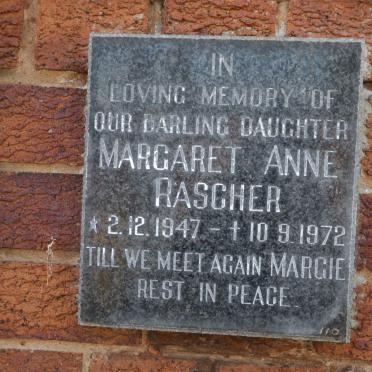 IN
LOVING MEMORY OF
OUR DARLING DAUGHTER
MARGARET ANNE
RASCHER
* 2.12.1947 - † 10.9.1972
TILL WE MEET AGAIN MARGIE
REST IN PEACE.
110